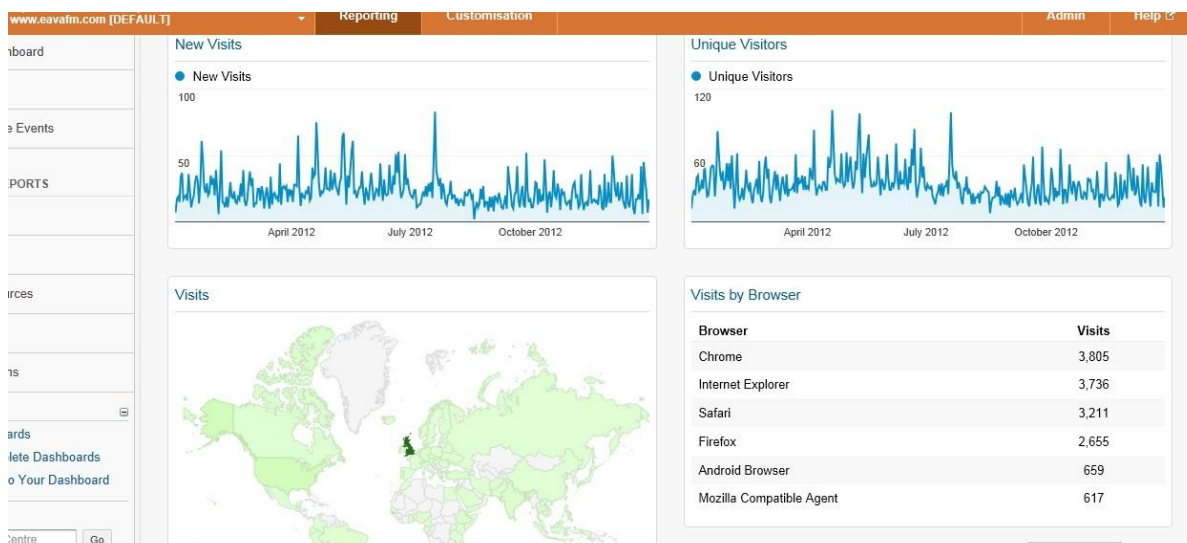 www.eavafm.com [DEFAULT]
Reporting
Customisation
Admin
Help
hboard
e Events
EPORTS
urces
ns
ards
lete Dashboards
o Your Dashboard
Centre
Go
New Visits
New Visits
100
50
April 2012
July 2012
October 2012
Unique Visitors
Unique Visitors
120
60
April 2012
July 2012
October 2012
Visits
Visits by Browser
Browser Visits
Chrome 3,805
Internet Explorer 3,736
Safari 3,211
Firefox 2,655
Android Browser 659
Mozilla Compatible Agent 617